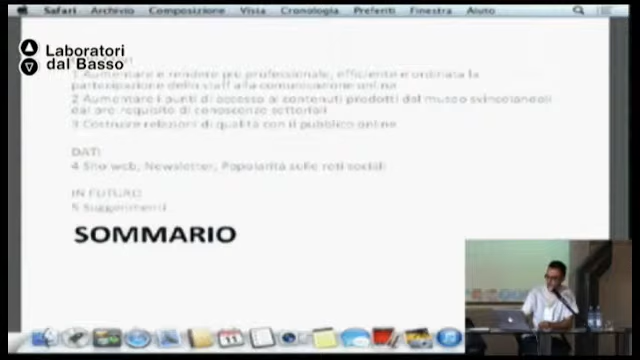 Safari Archivio Composizione Vista Cronologia Preferiti Finestra Aiuto
Laboratori
dal Basso
1 Aumentare e rendere più professionale, efficiente e ordinata la
partecipazione dello staff alla comunicazione online
2 Aumentare i punti di accesso ai contenuti prodotti dal museo svincolandoli
dal requisito di conoscenze settoriali
3 Costruire relazioni di qualità con il pubblico online
DATI
4 Sito web, Newsletter, Popolarità sulle reti sociali
IN FUTURO
5 Suggerimenti
SOMMARIO
11